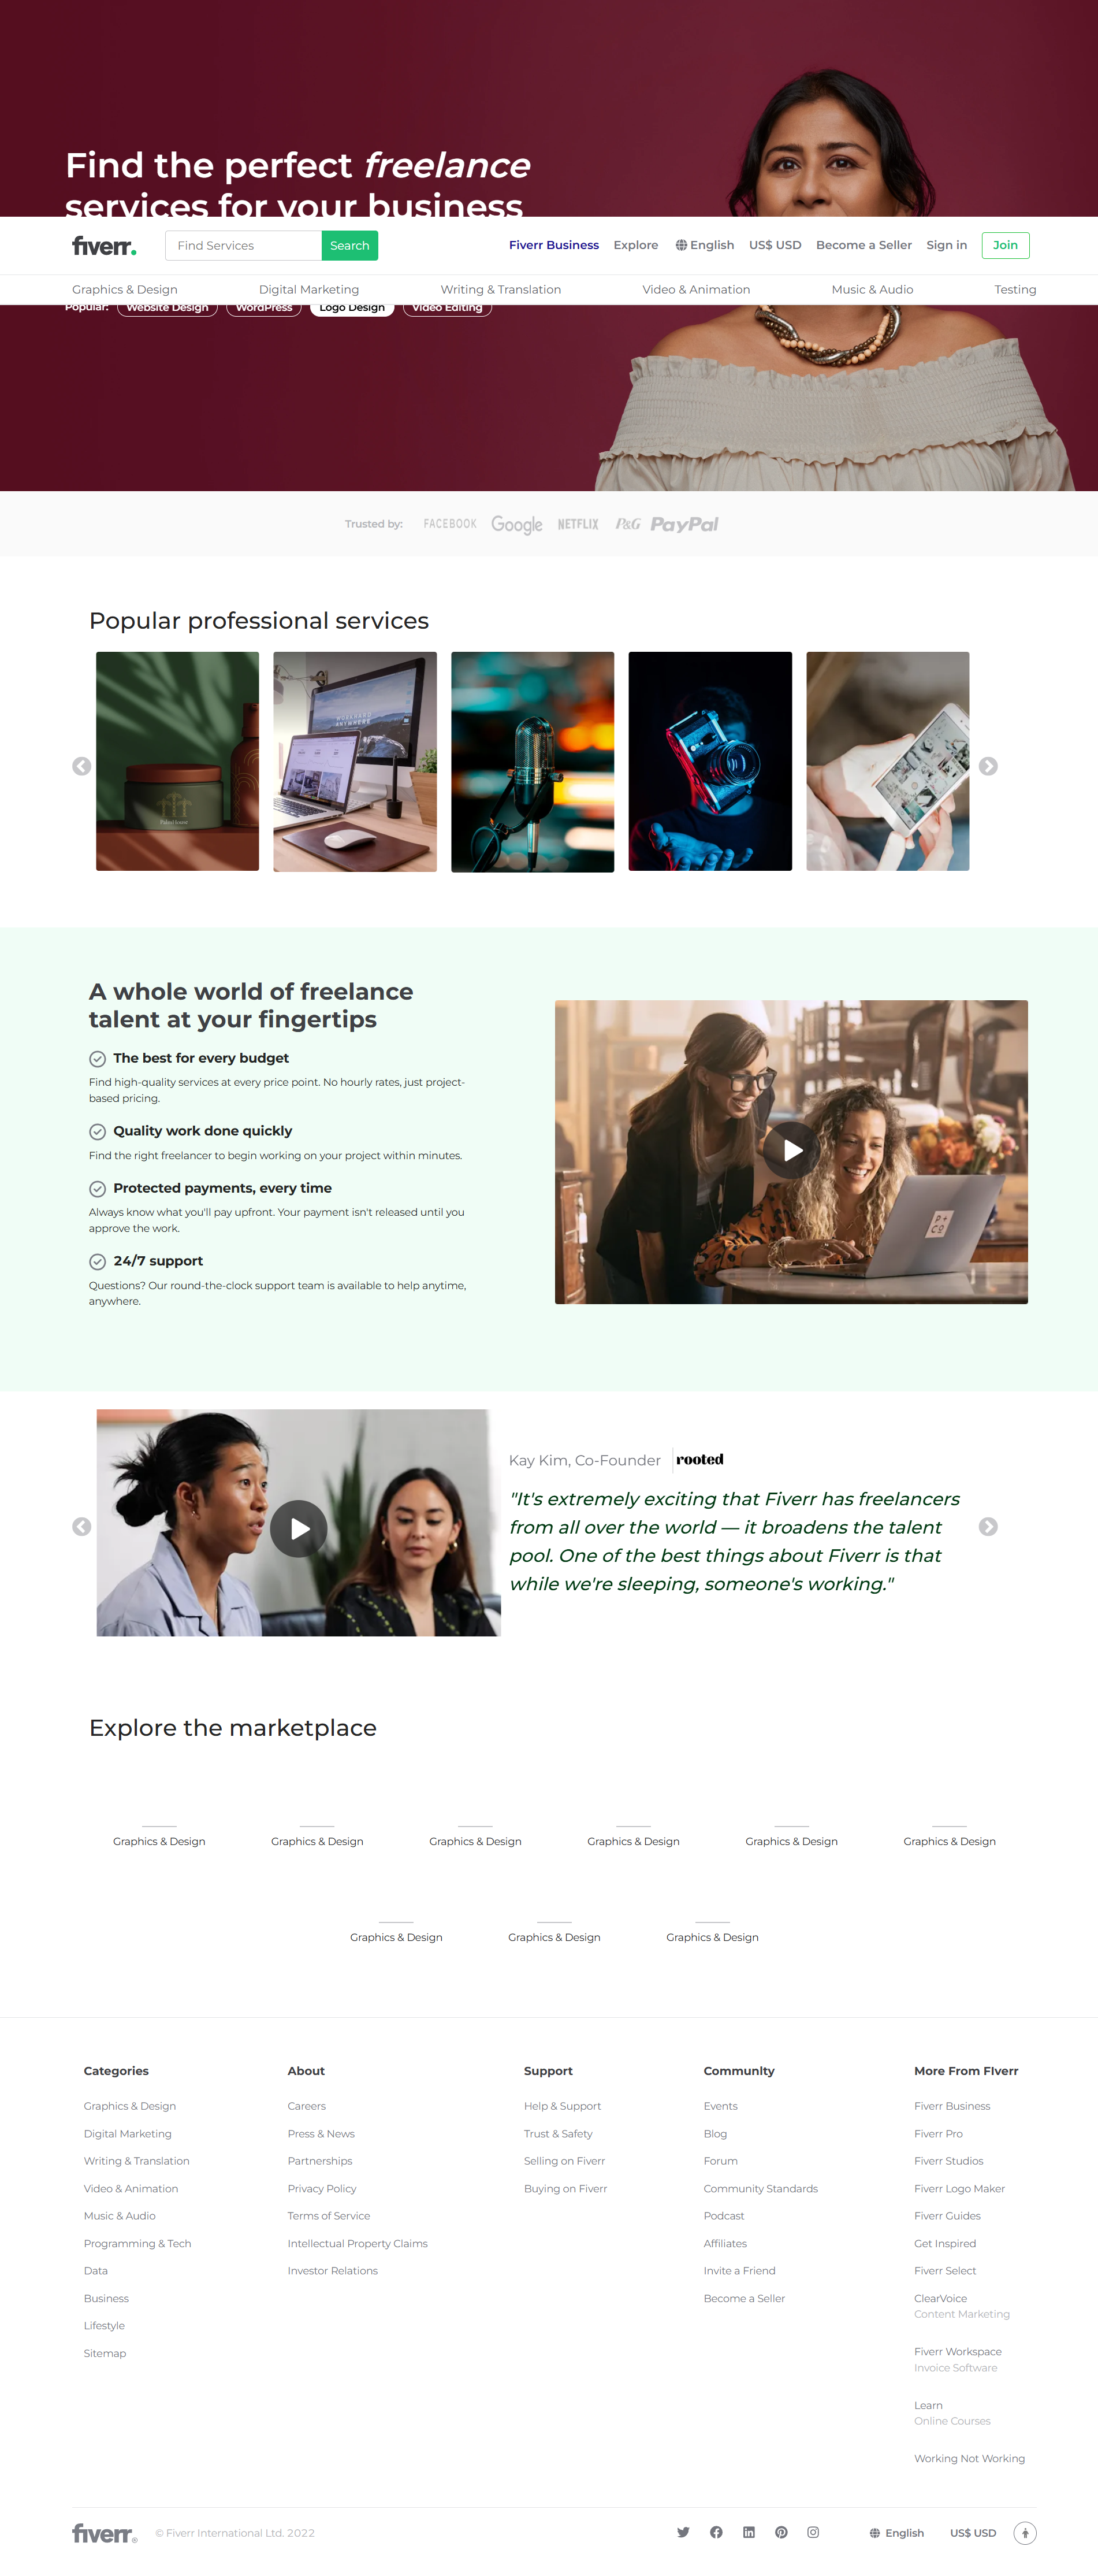 Find the perfect freelance
services for your business
fiverr.
Find Services
Search
Fiverr Business
Explore
English
US$ USD
Become a Seller
Sign in
Join
Graphics & Design
Digital Marketing
Writing & Translation
Video & Animation
Music & Audio
Testing
Popular:
Website Design
WordPress
Logo Design
Video Editing
Trusted by:
FACEBOOK
Google
NETFLIX
P&G
PayPal
Popular professional services
WORK HARD
ANYWHERE
A whole world of freelance
talent at your fingertips
The best for every budget
Find high-quality services at every price point. No hourly rates, just project-
based pricing.
Quality work done quickly
Find the right freelancer to begin working on your project within minutes.
Protected payments, every time
Always know what you'll pay upfront. Your payment isn't released until you
approve the work.
24/7 support
Questions? Our round-the-clock support team is available to help anytime,
anywhere.
P+
CO
Kay Kim, Co-Founder
rooted
"It's extremely exciting that Fiverr has freelancers
from all over the world — it broadens the talent
pool. One of the best things about Fiverr is that
while we're sleeping, someone's working."
Explore the marketplace
Graphics & Design
Graphics & Design
Graphics & Design
Graphics & Design
Graphics & Design
Graphics & Design
Graphics & Design
Graphics & Design
Graphics & Design
Categories
Graphics & Design
Digital Marketing
Writing & Translation
Video & Animation
Music & Audio
Programming & Tech
Data
Business
Lifestyle
Sitemap
About
Careers
Press & News
Partnerships
Privacy Policy
Terms of Service
Intellectual Property Claims
Investor Relations
Support
Help & Support
Trust & Safety
Selling on Fiverr
Buying on Fiverr
CommunIty
Events
Blog
Forum
Community Standards
Podcast
Affiliates
Invite a Friend
Become a Seller
More From FIverr
Fiverr Business
Fiverr Pro
Fiverr Studios
Fiverr Logo Maker
Fiverr Guides
Get Inspired
Fiverr Select
ClearVoice
Content Marketing
Fiverr Workspace
Invoice Software
Learn
Online Courses
Working Not Working
fiverr®
© Fiverr International Ltd. 2022
English
US$ USD